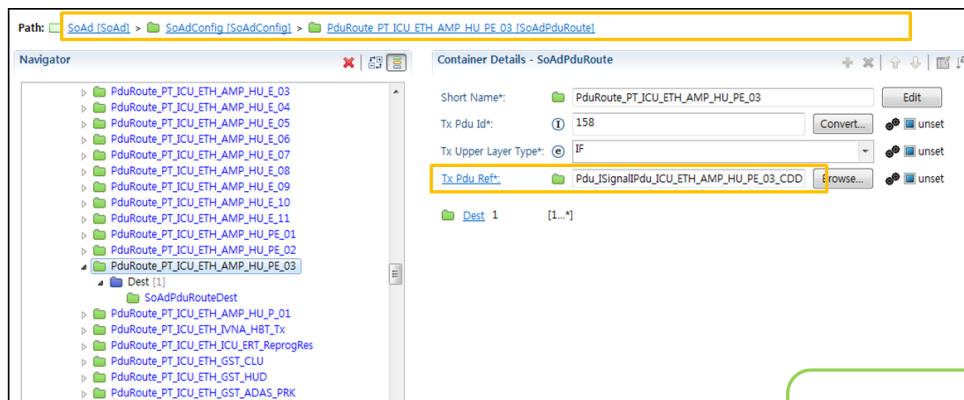 Path: SoAd [SoAd] > SoAdConfig [SoAdConfig] > PduRoute_PT_ICU_ETH_AMP_HU_PE_03 [SoAdPduRoute]
Navigator
PduRoute_PT_ICU_ETH_AMP_HU_E_03
PduRoute_PT_ICU_ETH_AMP_HU_E_04
PduRoute_PT_ICU_ETH_AMP_HU_E_05
PduRoute_PT_ICU_ETH_AMP_HU_E_06
PduRoute_PT_ICU_ETH_AMP_HU_E_07
PduRoute_PT_ICU_ETH_AMP_HU_E_08
PduRoute_PT_ICU_ETH_AMP_HU_E_09
PduRoute_PT_ICU_ETH_AMP_HU_E_10
PduRoute_PT_ICU_ETH_AMP_HU_E_11
PduRoute_PT_ICU_ETH_AMP_HU_PE_01
PduRoute_PT_ICU_ETH_AMP_HU_PE_02
PduRoute_PT_ICU_ETH_AMP_HU_PE_03
Dest [1]
SoAdPduRouteDest
PduRoute_PT_ICU_ETH_AMP_HU_P_01
PduRoute_PT_ICU_ETH_IVNA_HBT_Tx
PduRoute_PT_ICU_ETH_ICU_ERT_ReprogRes
PduRoute_PT_ICU_ETH_GST_CLU
PduRoute_PT_ICU_ETH_GST_HUD
PduRoute_PT_ICU_ETH_GST_ADAS_PRK
Container Details - SoAdPduRoute
Short Name*: PduRoute_PT_ICU_ETH_AMP_HU_PE_03 Edit
Tx Pdu Id*: I 158 Convert... unset
Tx Upper Layer Type*: e IF unset
Tx Pdu Ref*: Pdu_ISignalIPdu_ICU_ETH_AMP_HU_PE_03_CDD Browse... unset
Dest 1 [1...*]